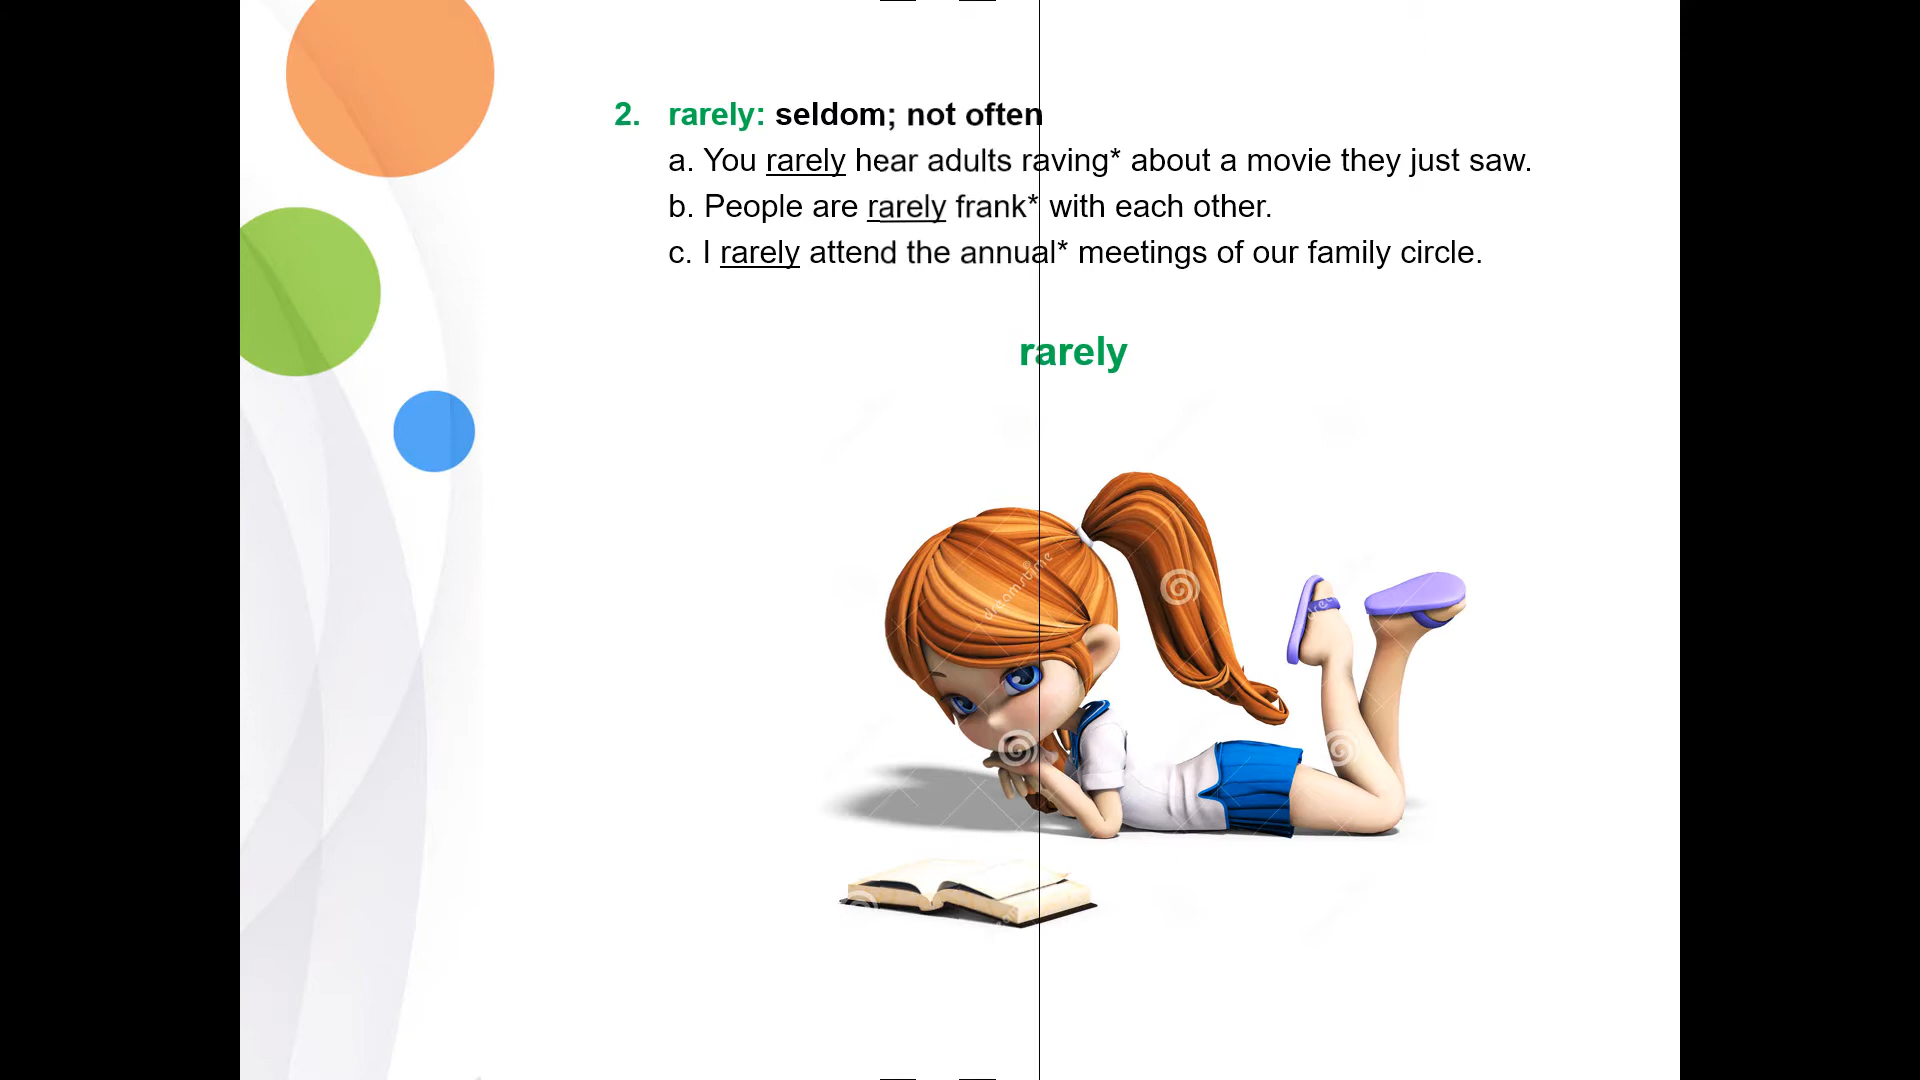 2. rarely: seldom; not often
a. You rarely hear adults raving* about a movie they just saw.
b. People are rarely frank* with each other.
c. I rarely attend the annual* meetings of our family circle.
rarely
dreamstime